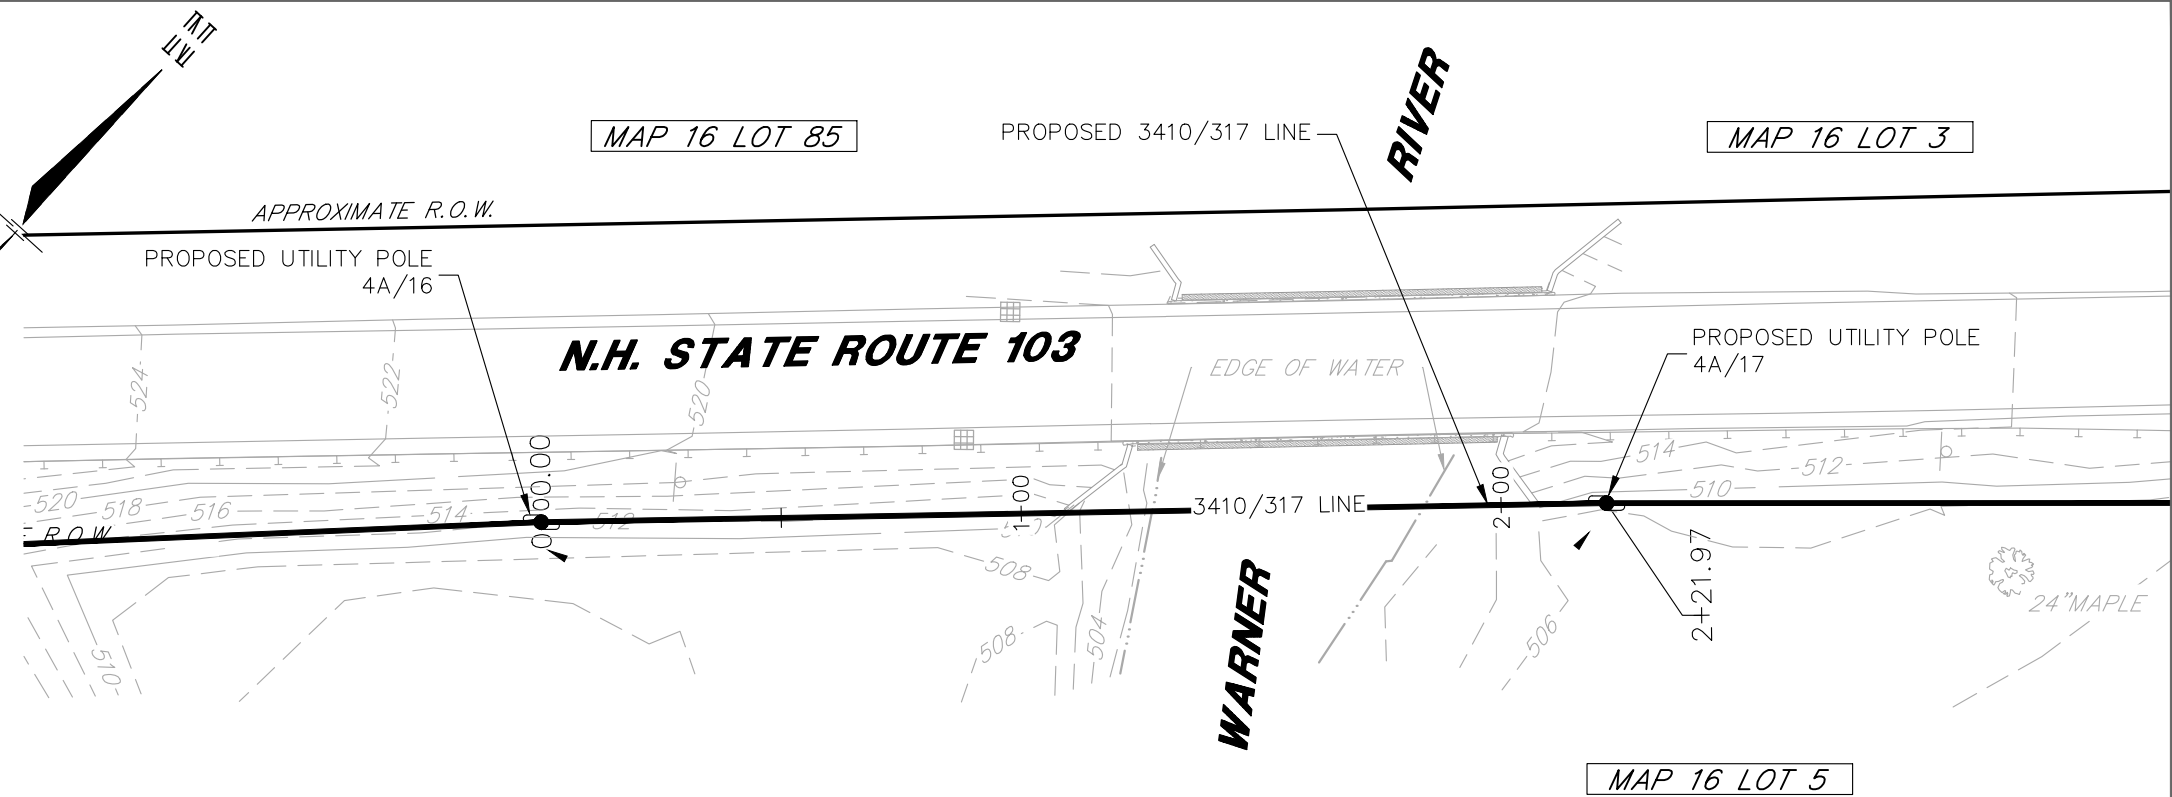 MAP 16 LOT 85
PROPOSED 3410/317 LINE
RIVER
MAP 16 LOT 3
APPROXIMATE R.O.W.
PROPOSED UTILITY POLE
4A/16
N.H. STATE ROUTE 103
EDGE OF WATER
PROPOSED UTILITY POLE
4A/17
524
522
520
520
518
516
514
512
510
508
508
504
506
514
512
510
R.O.W.
1+00
2+00
3410/317 LINE
2+21.97
WARNER
24"MAPLE
MAP 16 LOT 5